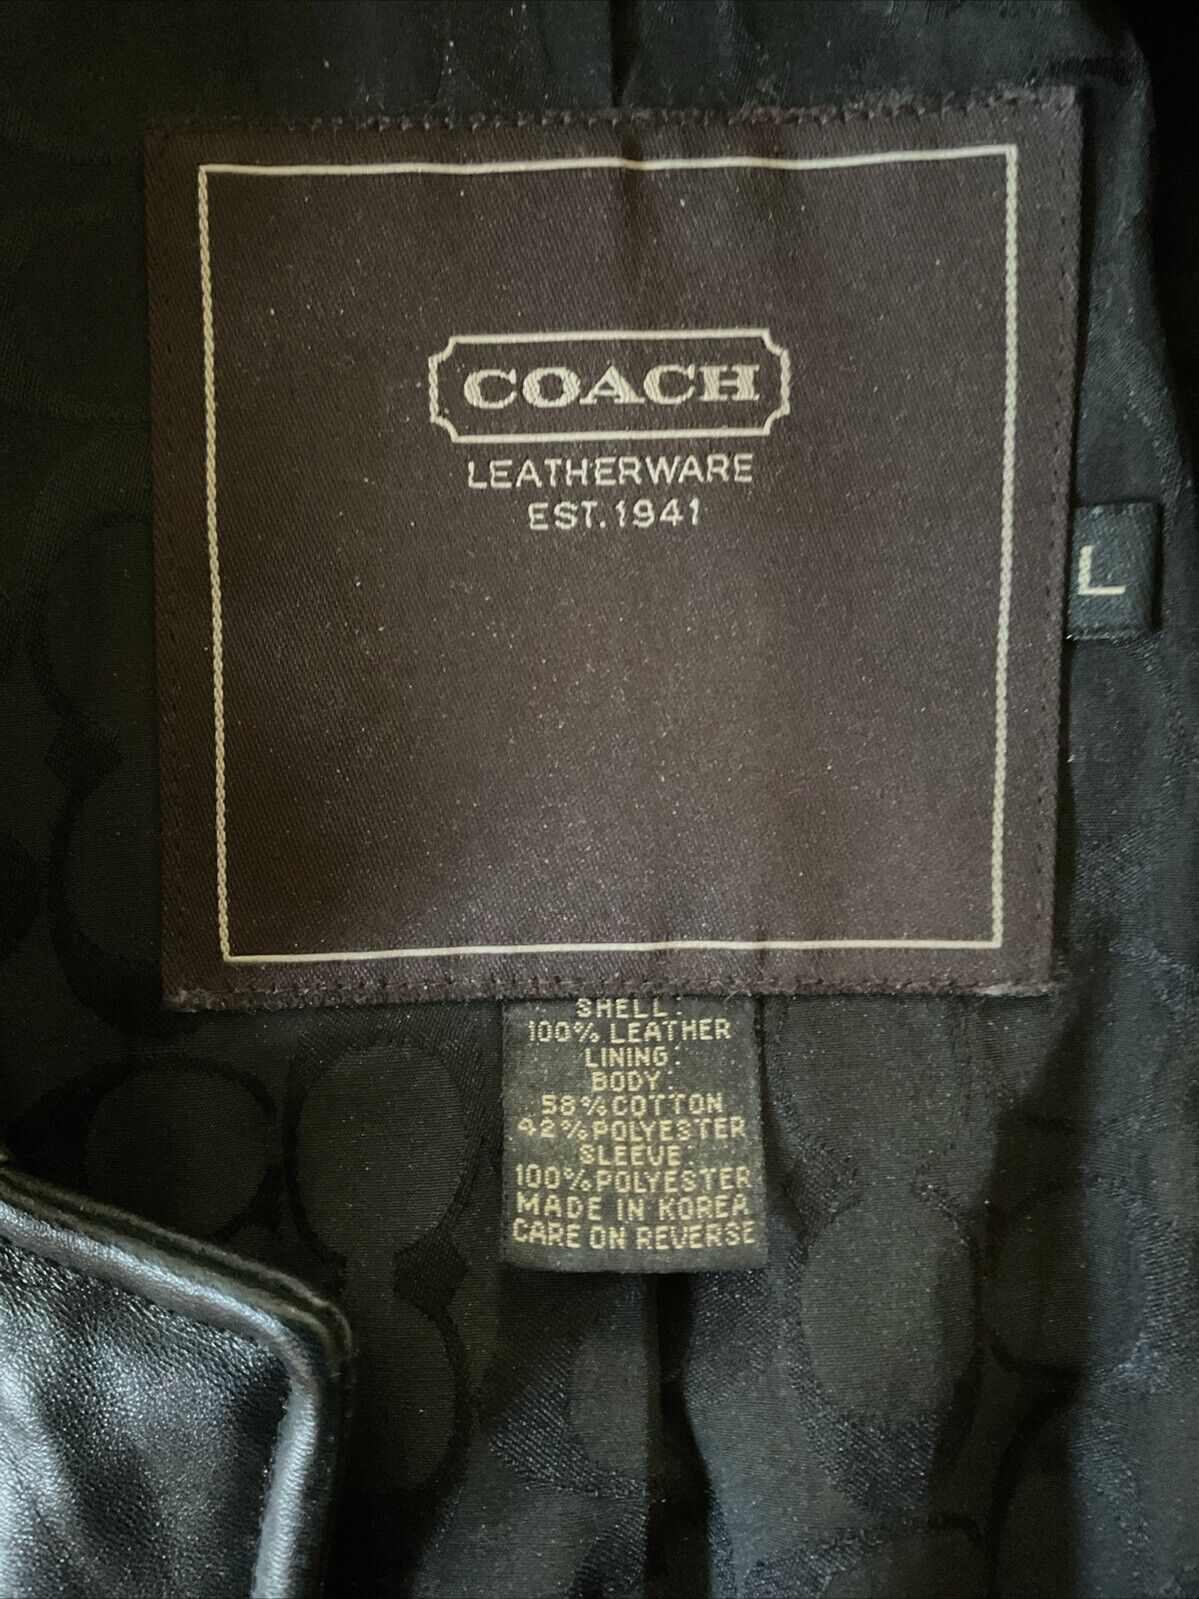 COACH
LEATHERWARE
EST. 1941
L
SHELL:
100% LEATHER
LINING:
BODY:
58% COTTON
42% POLYESTER
SLEEVE:
100% POLYESTER
MADE IN KOREA
CARE ON REVERSE